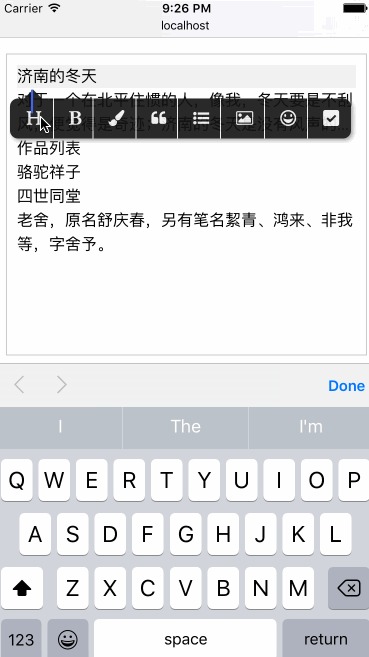 Carrier 9:26 PM
localhost
济南的冬天
对于一个在北平住惯的人，像我，冬天要是不刮
作品列表
骆驼祥子
四世同堂
老舍，原名舒庆春，另有笔名絜青、鸿来、非我
等，字舍予。
H B
Done
I The I'm
Q W E R T Y U I O P
A S D F G H J K L
Z X C V B N M
123 space return